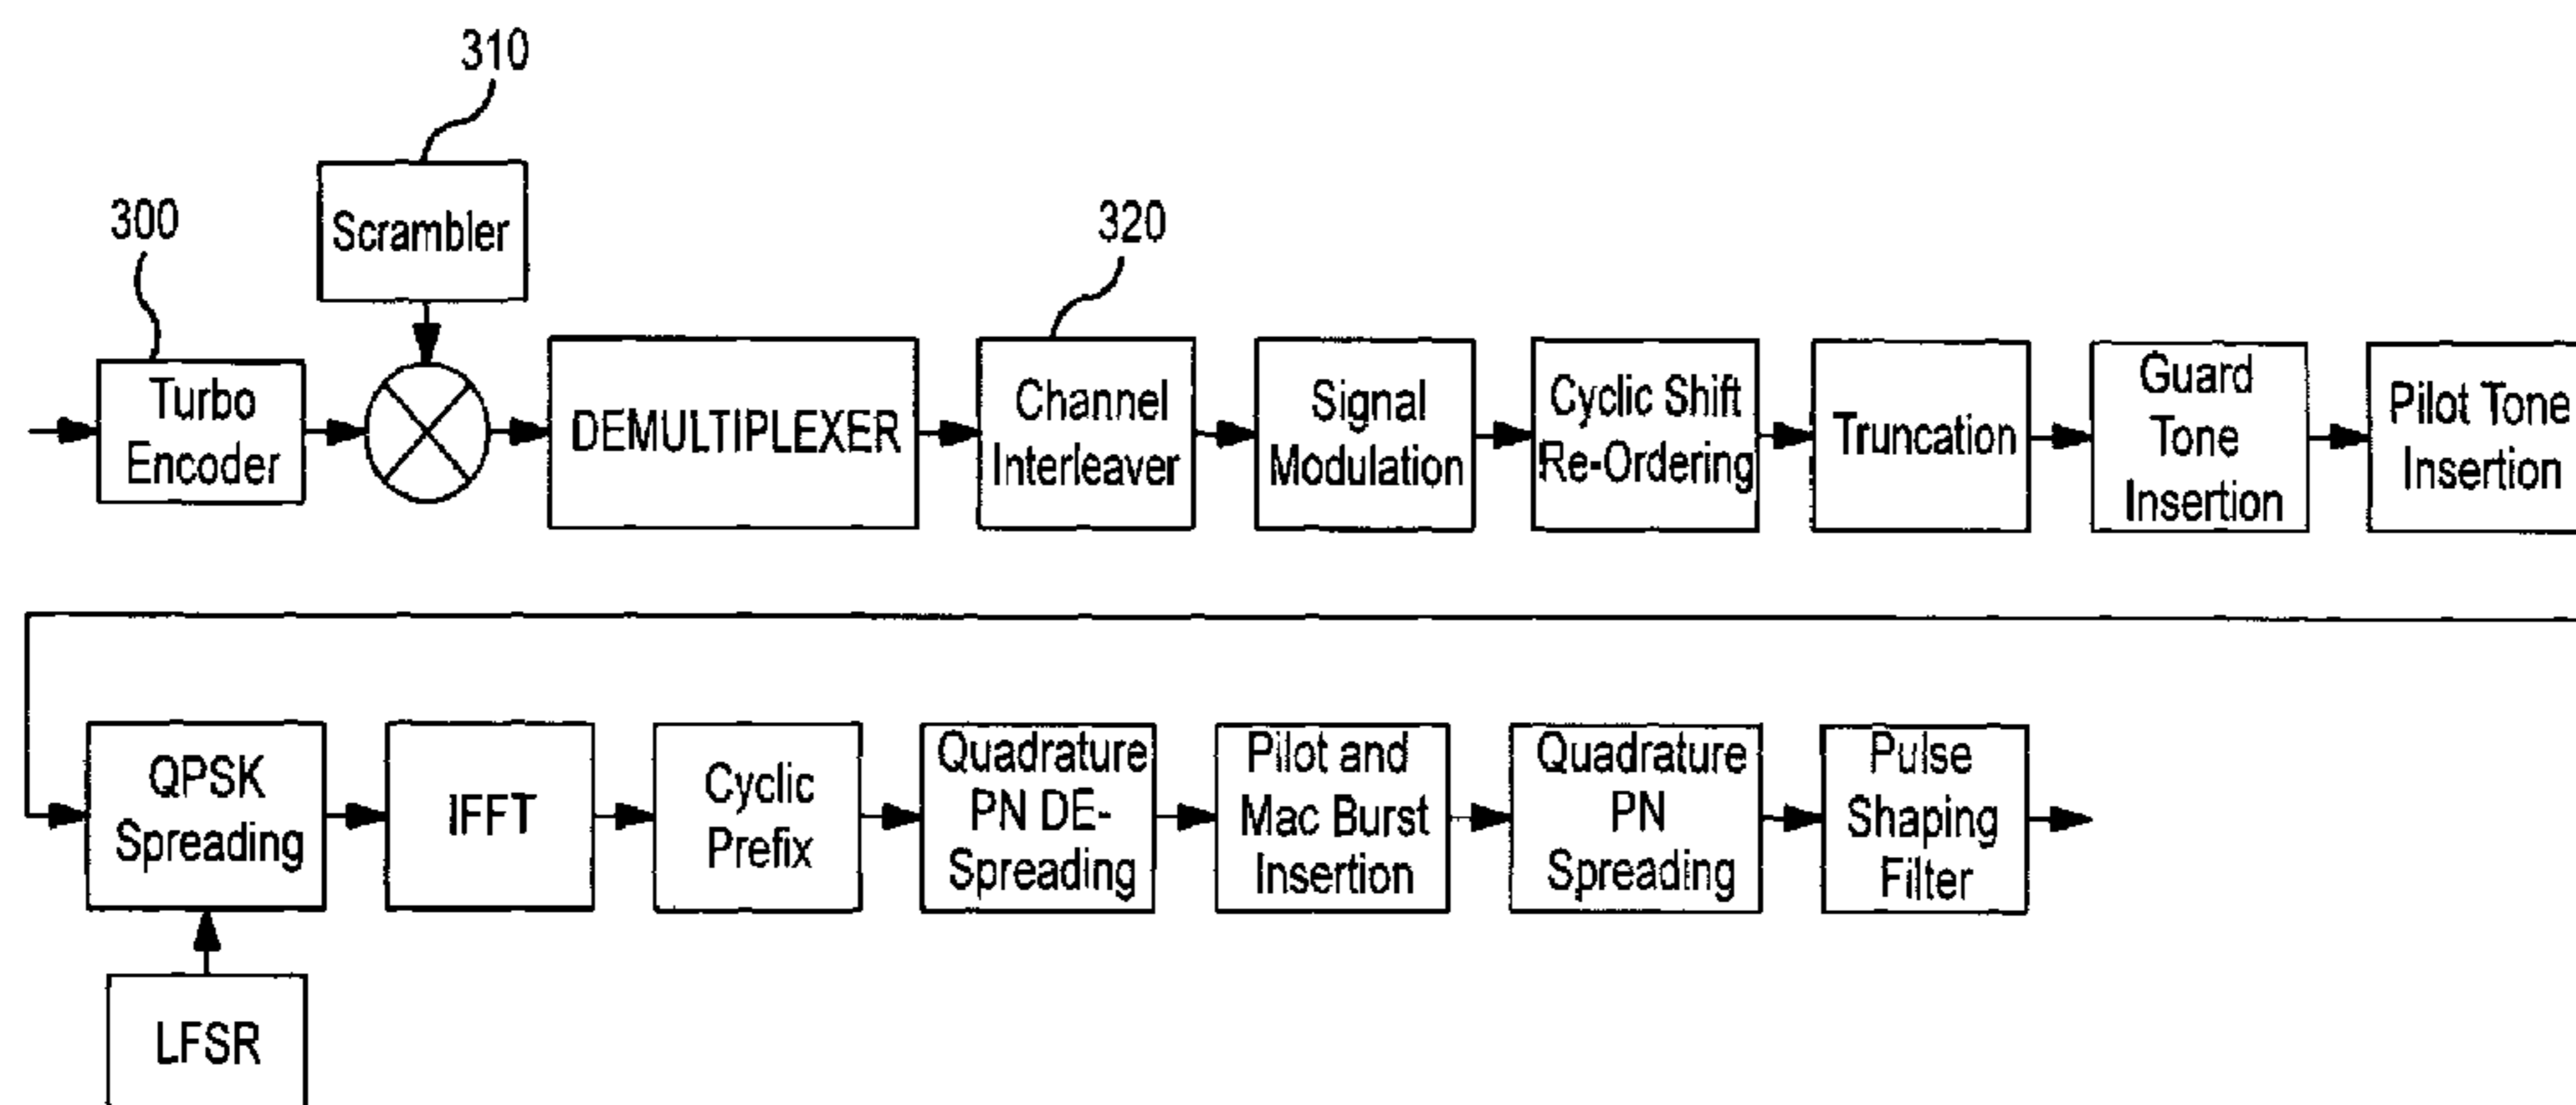 310
Scrambler
300
320
Turbo
Encoder
DEMULTIPLEXER
Channel
Interleaver
Signal
Modulation
Cyclic Shift
Re-Ordering
Truncation
Guard
Tone
Insertion
Pilot Tone
Insertion
QPSK
Spreading
IFFT
Cyclic
Prefix
Quadrature
PN DE-
Spreading
Pilot and
Mac Burst
Insertion
Quadrature
PN
Spreading
Pulse
Shaping
Filter
LFSR